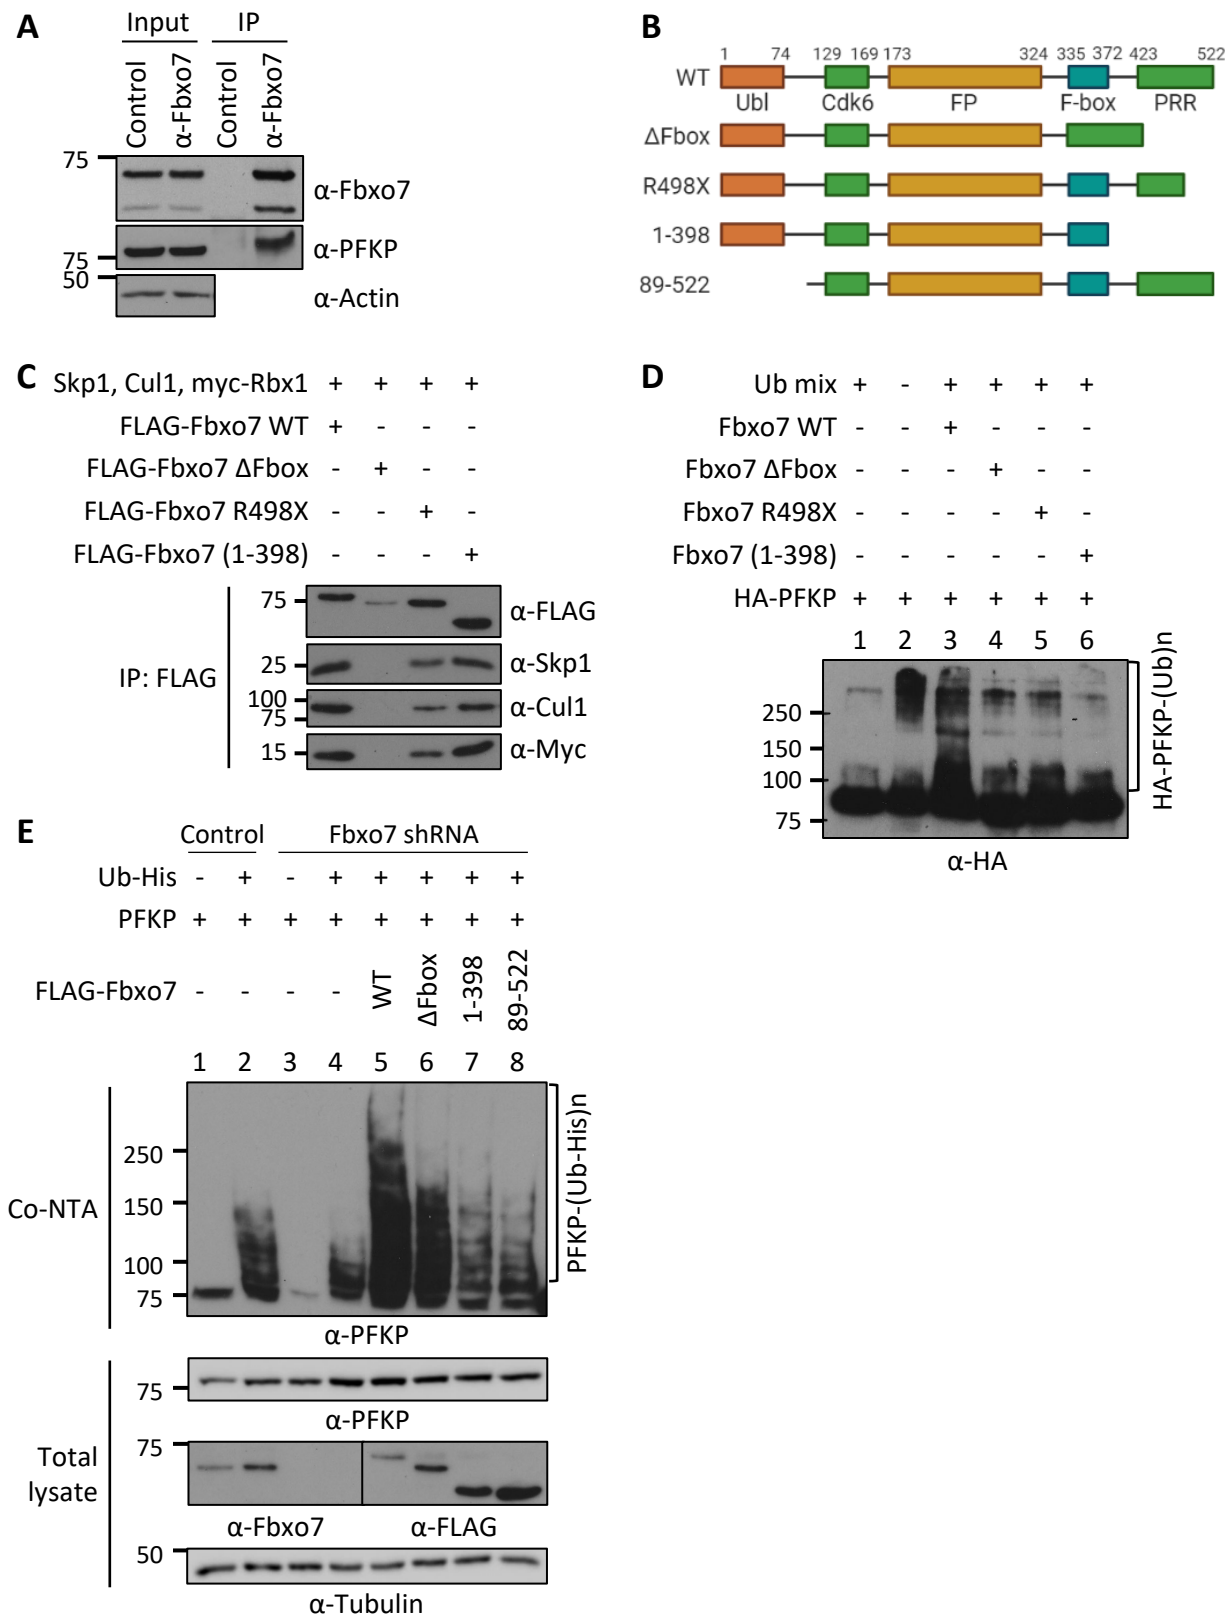 A
Input IP
Control α-Fbxo7 Control α-Fbxo7
75
α-Fbxo7
α-PFKP
75
50
α-Actin
B
1 74 129 169 173 324 335 372 423 522
WT
Ubl Cdk6 FP F-box PRR
ΔFbox
R498X
1-398
89-522
C
Skp1, Cul1, myc-Rbx1 + + + +
FLAG-Fbxo7 WT + - - -
FLAG-Fbxo7 ΔFbox - + - -
FLAG-Fbxo7 R498X - - + -
FLAG-Fbxo7 (1-398) - - - +
75 α-FLAG
IP: FLAG
25 α-Skp1
100
75 α-Cul1
15 α-Myc
D
Ub mix + - + + + +
Fbxo7 WT - - + - - -
Fbxo7 ΔFbox - - - + - -
Fbxo7 R498X - - - - + -
Fbxo7 (1-398) - - - - - +
HA-PFKP + + + + + +
1 2 3 4 5 6
250
150
100
75
HA-PFKP-(Ub)n
α-HA
E
Control Fbxo7 shRNA
Ub-His - + - + + + + +
PFKP + + + + + + + +
FLAG-Fbxo7 - - - - WT ΔFbox 1-398 89-522
1 2 3 4 5 6 7 8
Co-NTA
250
150
100
75
PFKP-(Ub-His)n
α-PFKP
Total lysate
75
α-PFKP
75
α-Fbxo7 α-FLAG
50
α-Tubulin